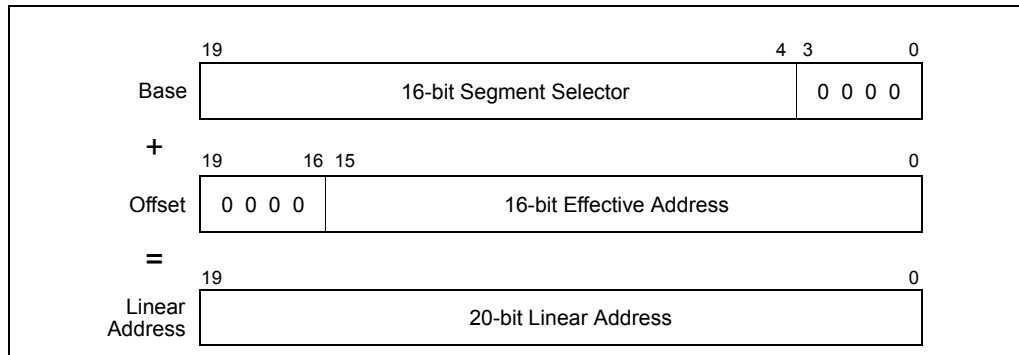 19 4 3 0
Base 16-bit Segment Selector 0 0 0 0
+
19 16 15 0
Offset 0 0 0 0 16-bit Effective Address
=
19 0
Linear
Address 20-bit Linear Address